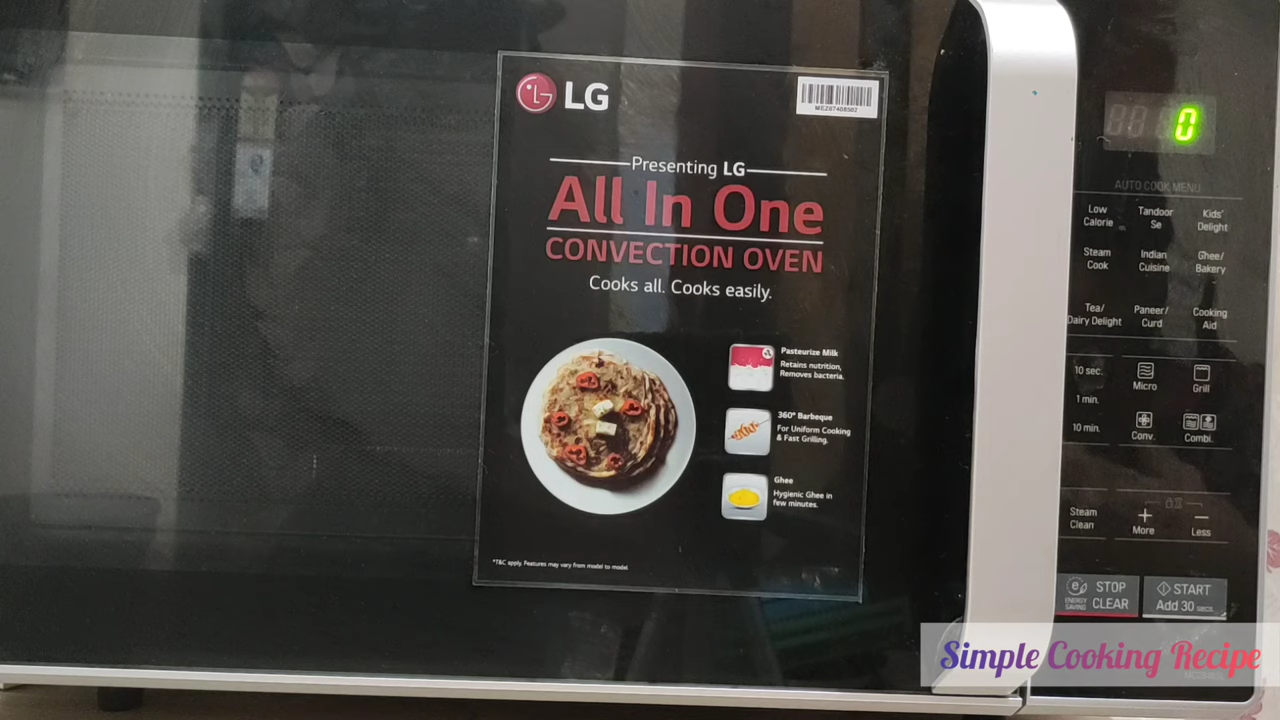 LG
MEZ67408502
Presenting LG
All In One
CONVECTION OVEN
Cooks all. Cooks easily.
Pasteurize Milk
Retains nutrition,
Removes bacteria.
360° Barbeque
For Uniform Cooking
& Fast Grilling.
Ghee
Hygienic Ghee in
few minutes.
*T&C apply. Features may vary from model to model
0
AUTO COOK MENU
Low Calorie
Tandoor Se
Kids' Delight
Steam Cook
Indian Cuisine
Ghee/ Bakery
Tea/ Dairy Delight
Paneer/ Curd
Cooking Aid
10 sec.
1 min.
10 min.
Micro
Grill
Conv.
Combi.
Steam Clean
+ More
− Less
e ENERGY SAVING
STOP
CLEAR
START
Add 30 SECS.
Simple Cooking Recipe